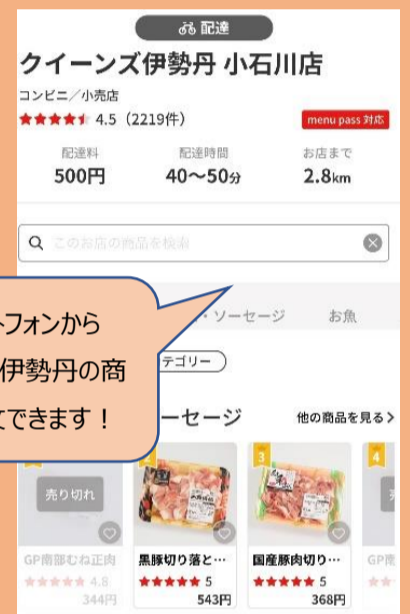 配達
クイーンズ伊勢丹 小石川店
コンビニ／小売店
4.5（2219件）
menu pass 対応
配達料 配達時間 お店まで
500円 40〜50分 2.8km
このお店の商品を検索
・ソーセージ お魚
トフォンから
伊勢丹の商
文できます！
テゴリー
ーセージ 他の商品を見る
2 3 4
売り切れ
GP南部むね正肉 黒豚切り落と… 国産豚肉切り…
4.8 5 5
344円 543円 368円